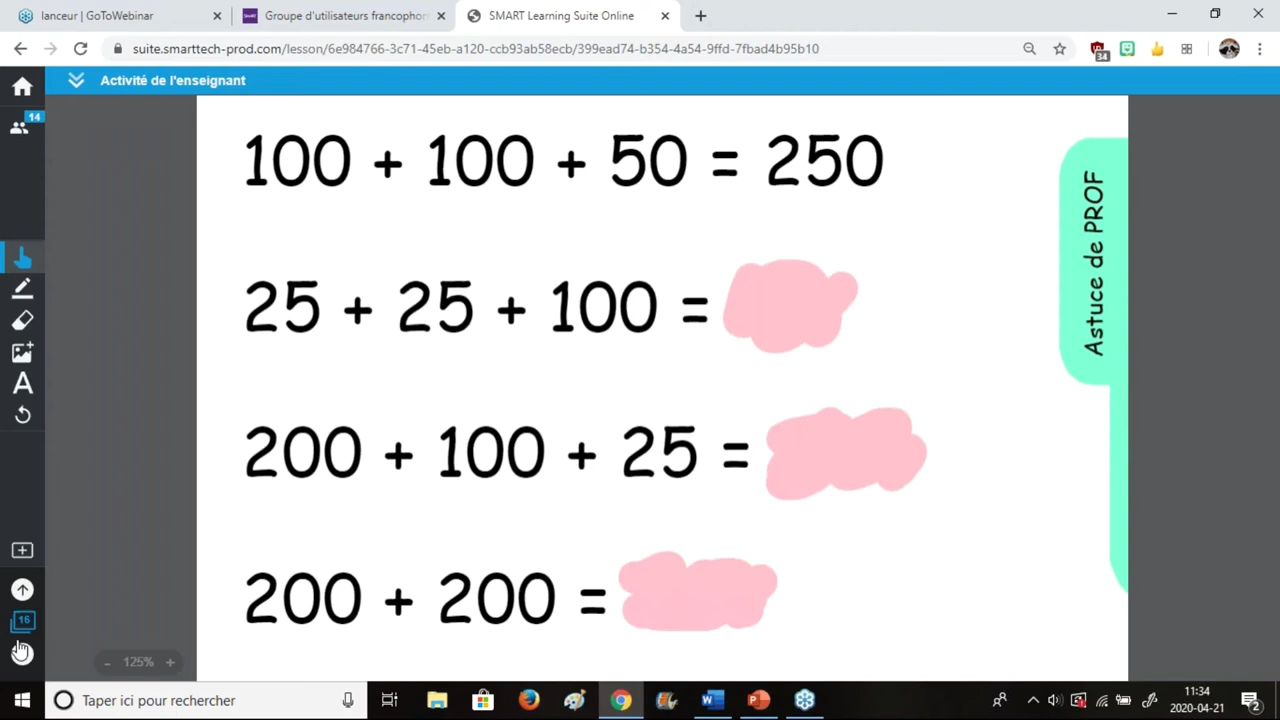 lanceur | GoToWebinar
Groupe d'utilisateurs francophon
SMART Learning Suite Online
suite.smarttech-prod.com/lesson/6e984766-3c71-45eb-a120-ccb93ab58ecb/399ead74-b354-4a54-9ffd-7fbad4b95b10
34
Activité de l'enseignant
14
100 + 100 + 50 = 250
25 + 25 + 100 =
200 + 100 + 25 =
200 + 200 =
Astuce de PROF
A
16
- 125% +
Taper ici pour rechercher
11:34
2020-04-21
2